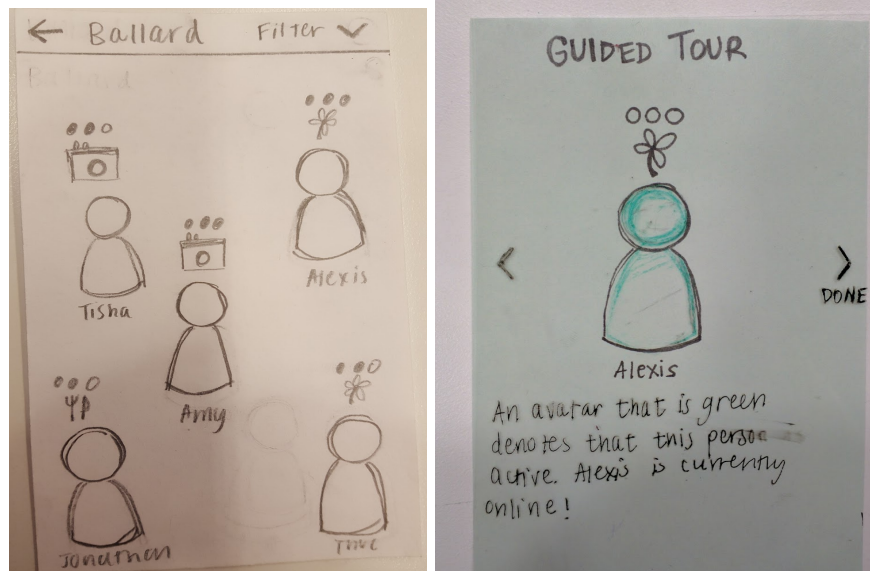 Ballard
Filter
Ballard
Alexis
Tisha
Amy
Jonathan
GUIDED TOUR
DONE
Alexis
An avatar that is green
denotes that this person
active. Alexis is currently
online!